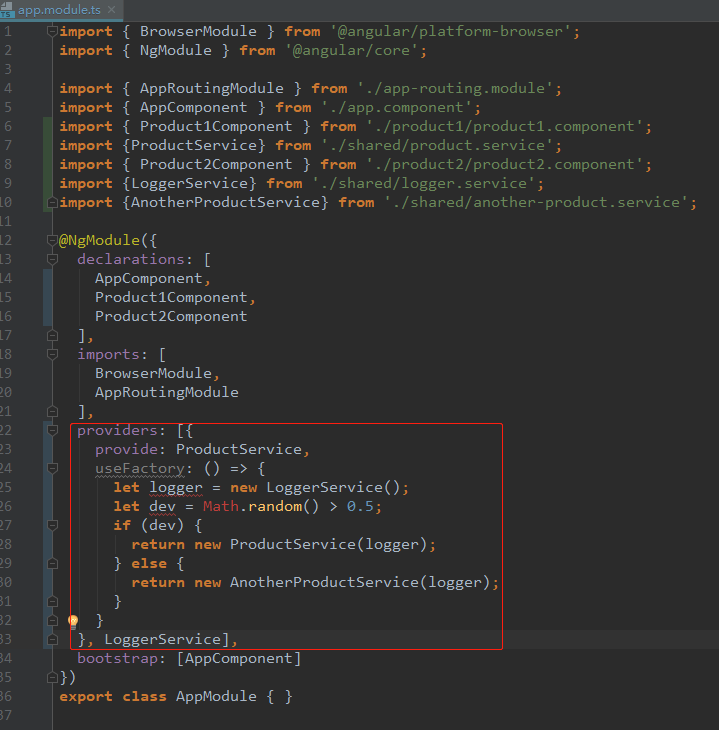 app.module.ts ×
1 import { BrowserModule } from '@angular/platform-browser';
2 import { NgModule } from '@angular/core';
3
4 import { AppRoutingModule } from './app-routing.module';
5 import { AppComponent } from './app.component';
6 import { Product1Component } from './product1/product1.component';
7 import {ProductService} from './shared/product.service';
8 import { Product2Component } from './product2/product2.component';
9 import {LoggerService} from './shared/logger.service';
10 import {AnotherProductService} from './shared/another-product.service';
11
12 @NgModule({
13   declarations: [
14     AppComponent,
15     Product1Component,
16     Product2Component
17   ],
18   imports: [
19     BrowserModule,
20     AppRoutingModule
21   ],
22   providers: [{
23     provide: ProductService,
24     useFactory: () => {
25       let logger = new LoggerService();
26       let dev = Math.random() > 0.5;
27       if (dev) {
28         return new ProductService(logger);
29       } else {
30         return new AnotherProductService(logger);
31       }
32     }
33   }, LoggerService],
34   bootstrap: [AppComponent]
35 })
36 export class AppModule { }
37